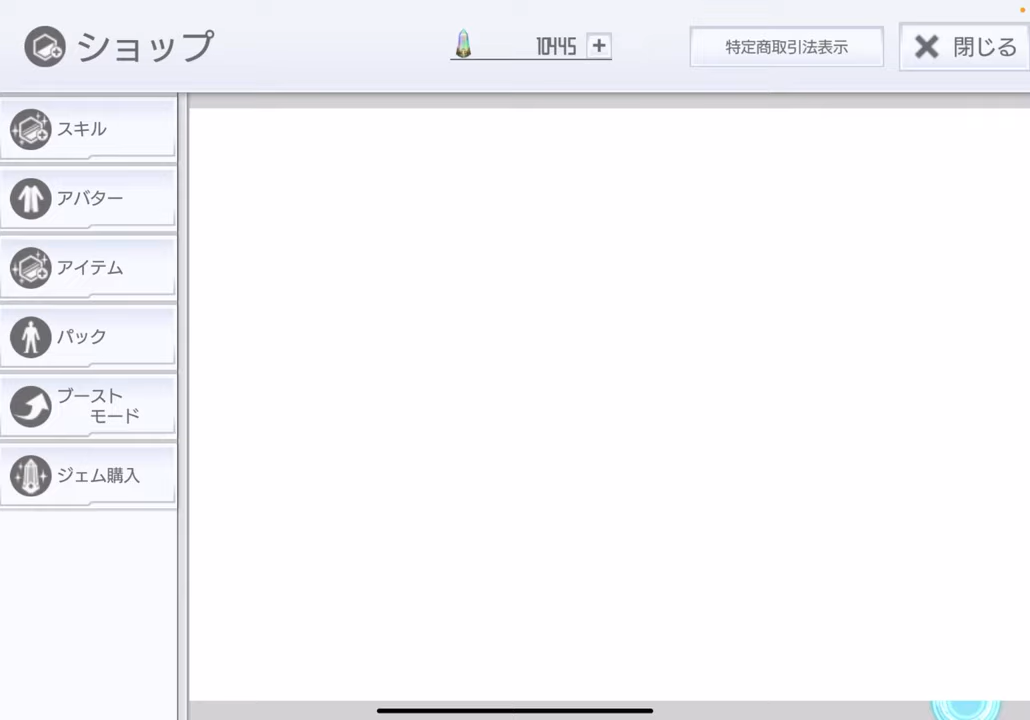 ショップ
10445
特定商取引法表示
閉じる
スキル
アバター
アイテム
パック
ブースト
モード
ジェム購入